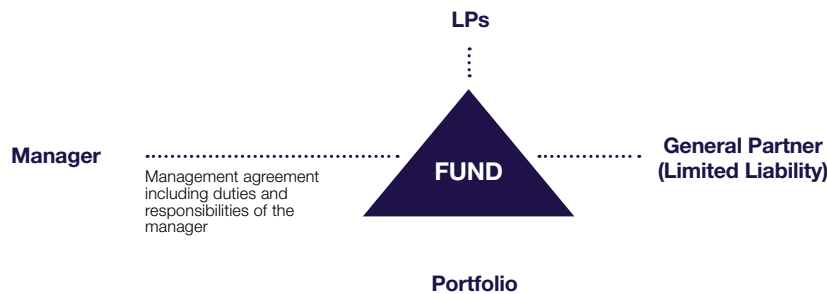 LPs
Manager
FUND
General Partner
(Limited Liability)
Management agreement
including duties and
responsibilities of the
manager
Portfolio